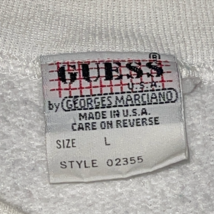 GUESS ®
U.S.A.
by GEORGES MARCIANO
MADE IN U.S.A.
CARE ON REVERSE
SIZE L
STYLE 02355